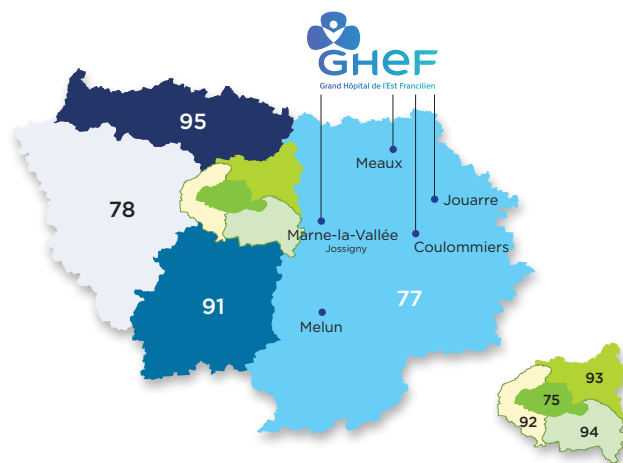 GHeF
Grand Hôpital de l'Est Francilien
95
Meaux
78
Jouarre
Marne-la-Vallée
Jossigny
Coulommiers
91
77
Melun
93
75
92
94